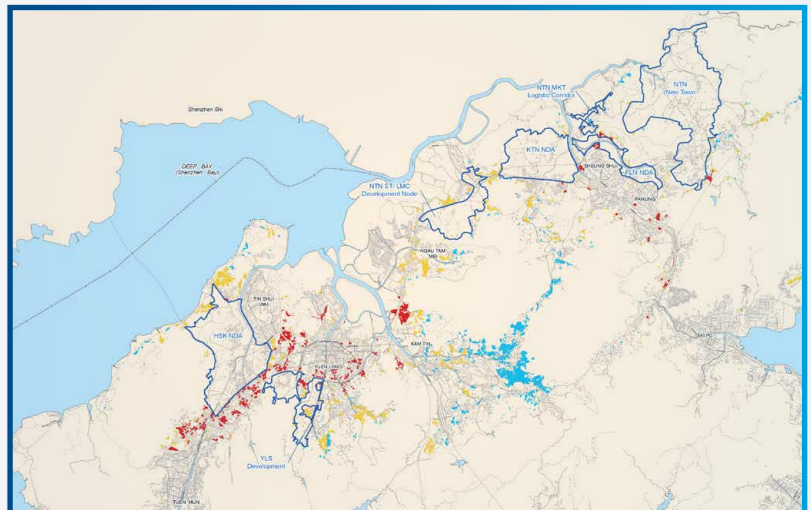 Shenzhen Shi
DEEP BAY
(Shenzhen Bay)
NTN MKT
Logistic Corridor
NTN
New Town
KTN NDA
SHEUNG SHUI
FLN NDA
NTN ST/ LMC
Development Node
FANLING
NGAU TAM
MEI
TIN SHUI
WAI
HSK NDA
YUEN LONG
KAM TIN
TAI PO
YLS
Development
TUEN MUN